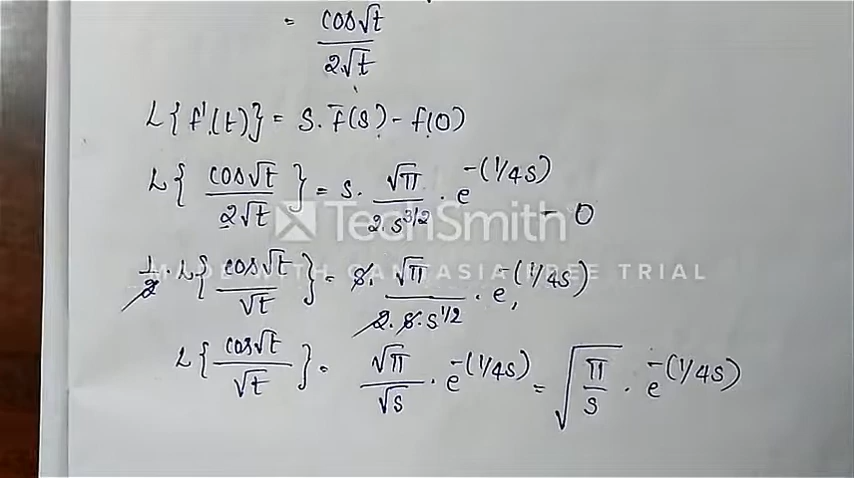 = cos√t / 2√t
L{f'(t)} = s. f̄(s) - f(0)
L{ cos√t / 2√t } = s. √π / 2.s^3/2 . e^-(1/4s) - 0
1/2 . L{ cos√t / √t } = s. √π / 2.s.s^1/2 . e^-(1/4s)
L{ cos√t / √t } = √π / √s . e^-(1/4s) = √(π/s) . e^-(1/4s)
TechSmith
MADE WITH CAMTASIA FREE TRIAL